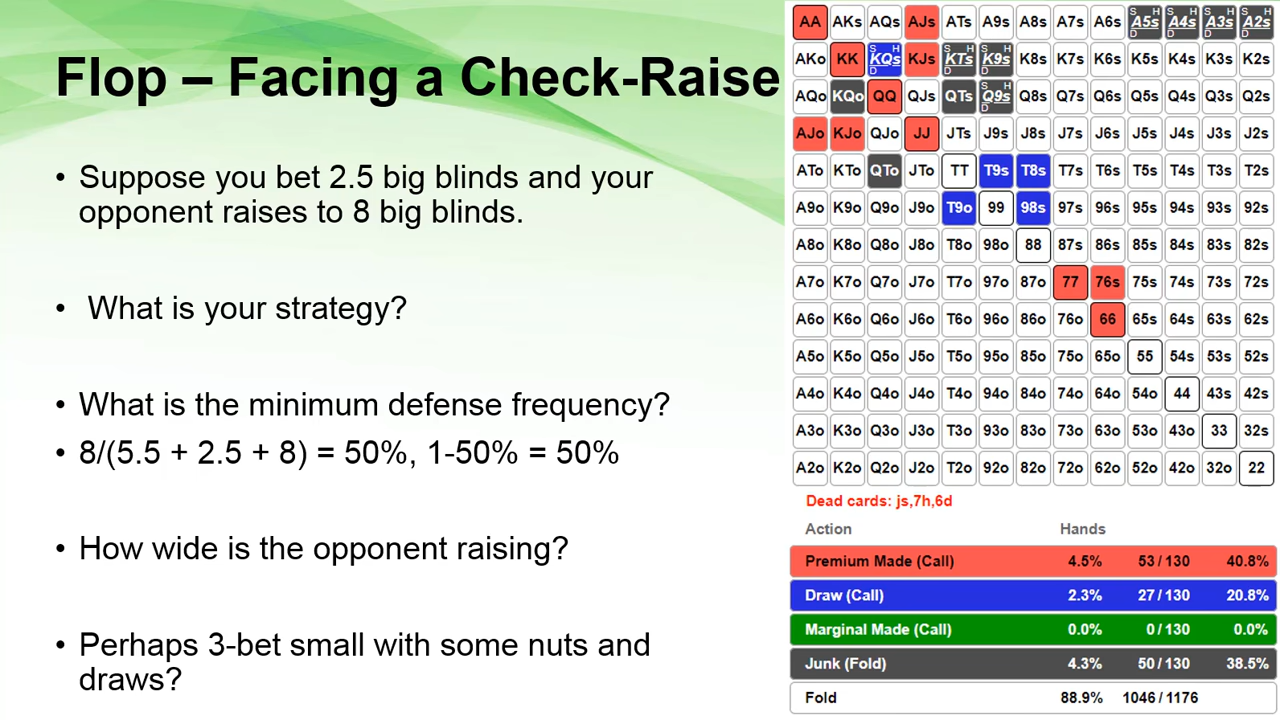 Flop – Facing a Check-Raise
• Suppose you bet 2.5 big blinds and your
opponent raises to 8 big blinds.
• What is your strategy?
• What is the minimum defense frequency?
• 8/(5.5 + 2.5 + 8) = 50%, 1-50% = 50%
• How wide is the opponent raising?
• Perhaps 3-bet small with some nuts and
draws?
AA AKs AQs AJs ATs A9s A8s A7s A6s S H A5s D S H A4s D S H A3s D S H A2s D
AKo KK S H KQs D KJs S H KTs D S H K9s D K8s K7s K6s K5s K4s K3s K2s
AQo KQo QQ QJs QTs S H Q9s D Q8s Q7s Q6s Q5s Q4s Q3s Q2s
AJo KJo QJo JJ JTs J9s J8s J7s J6s J5s J4s J3s J2s
ATo KTo QTo JTo TT T9s T8s T7s T6s T5s T4s T3s T2s
A9o K9o Q9o J9o T9o 99 98s 97s 96s 95s 94s 93s 92s
A8o K8o Q8o J8o T8o 98o 88 87s 86s 85s 84s 83s 82s
A7o K7o Q7o J7o T7o 97o 87o 77 76s 75s 74s 73s 72s
A6o K6o Q6o J6o T6o 96o 86o 76o 66 65s 64s 63s 62s
A5o K5o Q5o J5o T5o 95o 85o 75o 65o 55 54s 53s 52s
A4o K4o Q4o J4o T4o 94o 84o 74o 64o 54o 44 43s 42s
A3o K3o Q3o J3o T3o 93o 83o 73o 63o 53o 43o 33 32s
A2o K2o Q2o J2o T2o 92o 82o 72o 62o 52o 42o 32o 22
Dead cards: js,7h,6d
Action Hands
Premium Made (Call) 4.5% 53 / 130 40.8%
Draw (Call) 2.3% 27 / 130 20.8%
Marginal Made (Call) 0.0% 0 / 130 0.0%
Junk (Fold) 4.3% 50 / 130 38.5%
Fold 88.9% 1046 / 1176